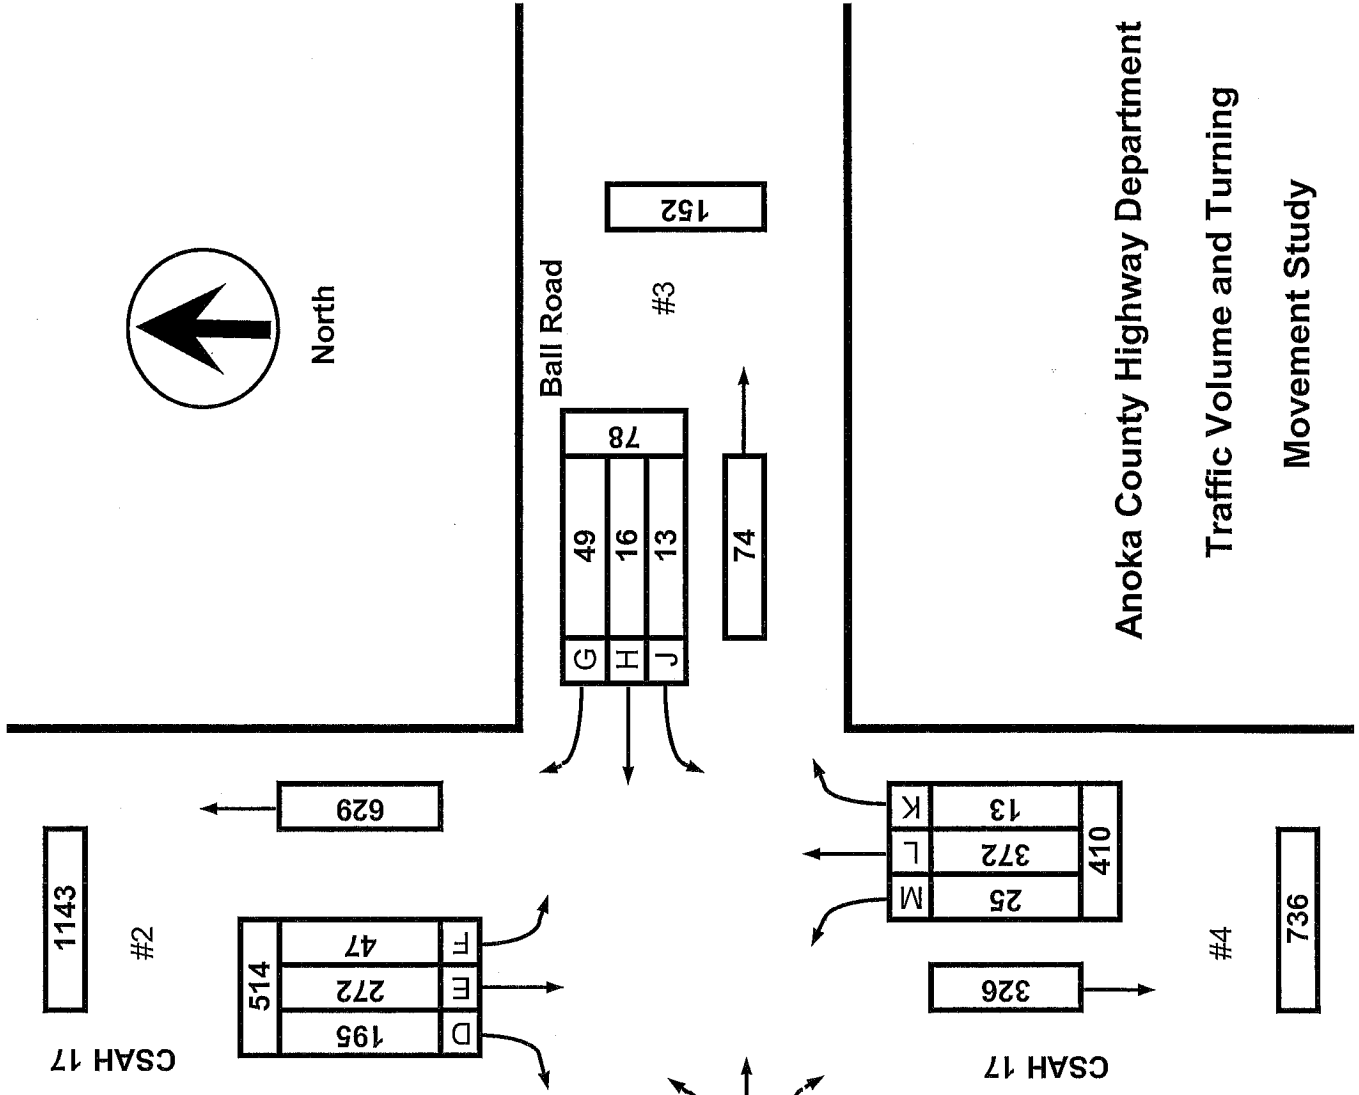 North
Ball Road
#3
152
78
G 49
H 16
J 13
74
1143
#2
CSAH 17
629
514
195 272 47
D E F
K 13
L 372
M 25
410
326
#4
736
CSAH 17
Anoka County Highway Department
Traffic Volume and Turning
Movement Study